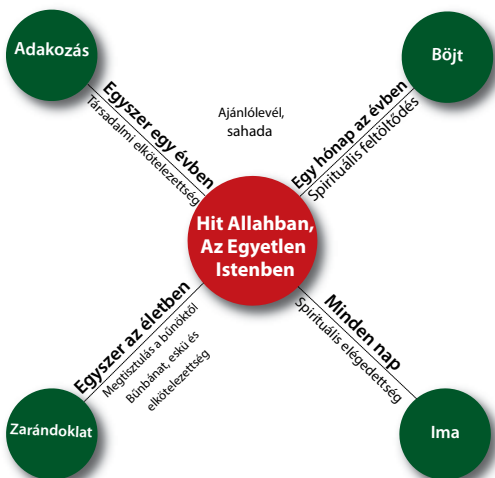 Adakozás
Böjt
Egyszer egy évben
Társadalmi elkötelezettség
Ajánlólevél,
sahada
Egy hónap az évben
Spirituális feltöltődés
Hit Allahban,
Az Egyetlen
Istenben
Egyszer az életben
Megtisztulás a bűnöktől
Bűnbánat, eskü és
elkötelezettség
Minden nap
Spirituális elégedettség
Zarándoklat
Ima